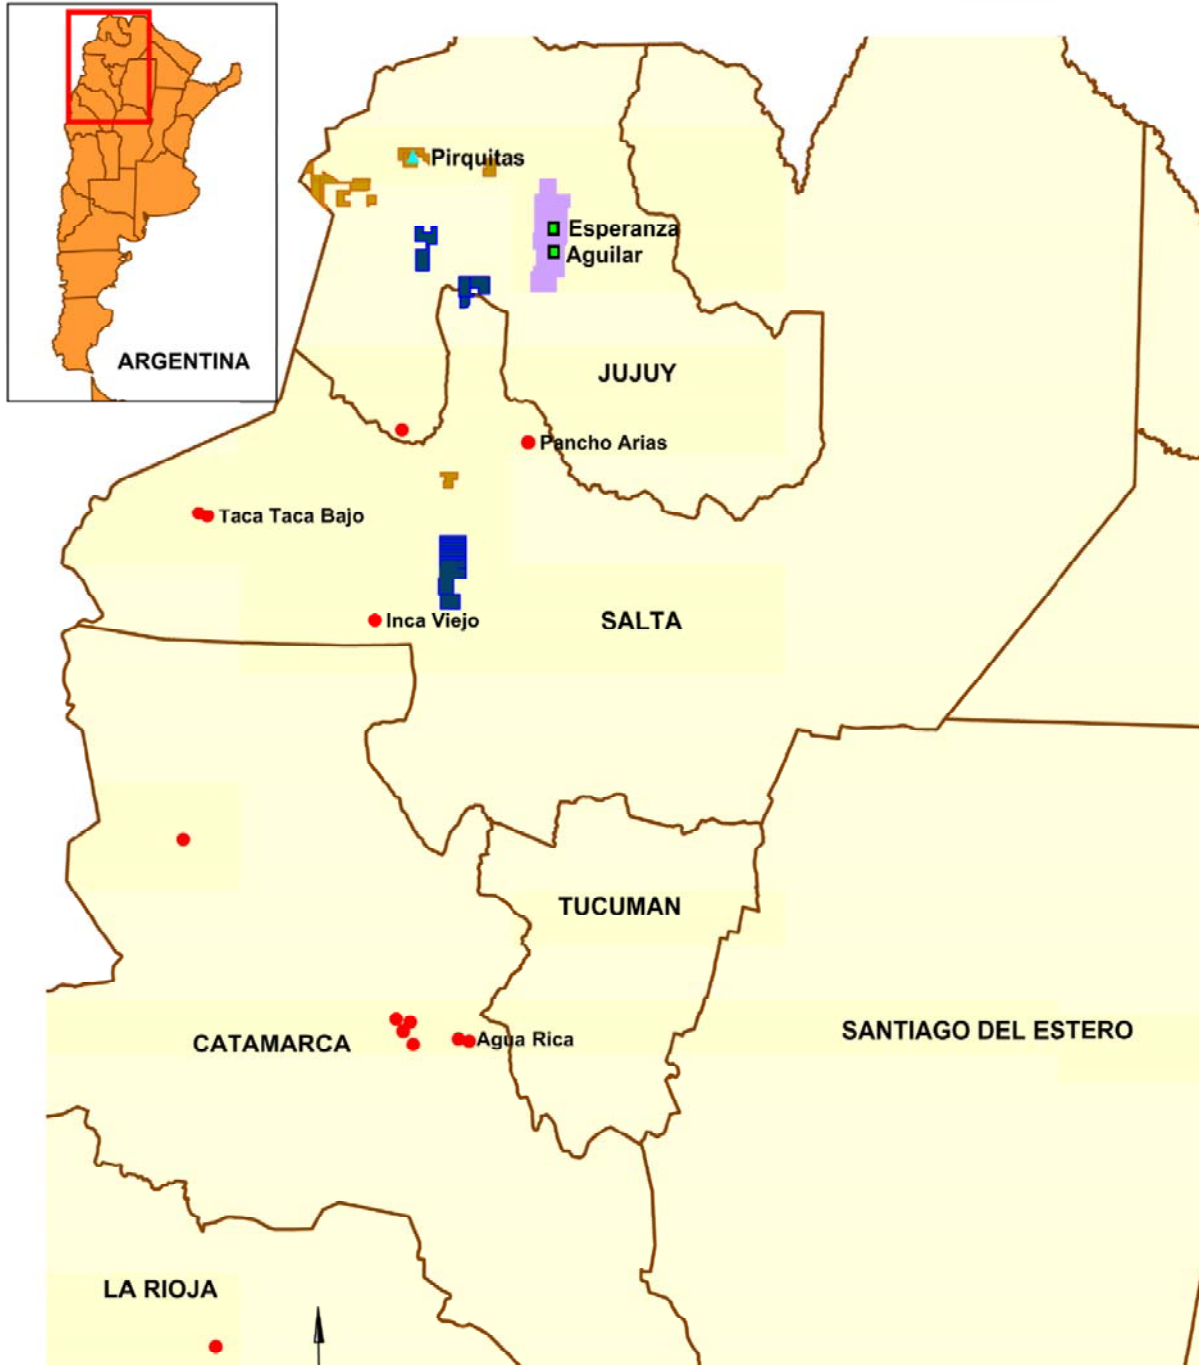 ARGENTINA
Pirquitas
Esperanza
Aguilar
JUJUY
Pancho Arias
Taca Taca Bajo
Inca Viejo
SALTA
TUCUMAN
SANTIAGO DEL ESTERO
CATAMARCA
Agua Rica
LA RIOJA